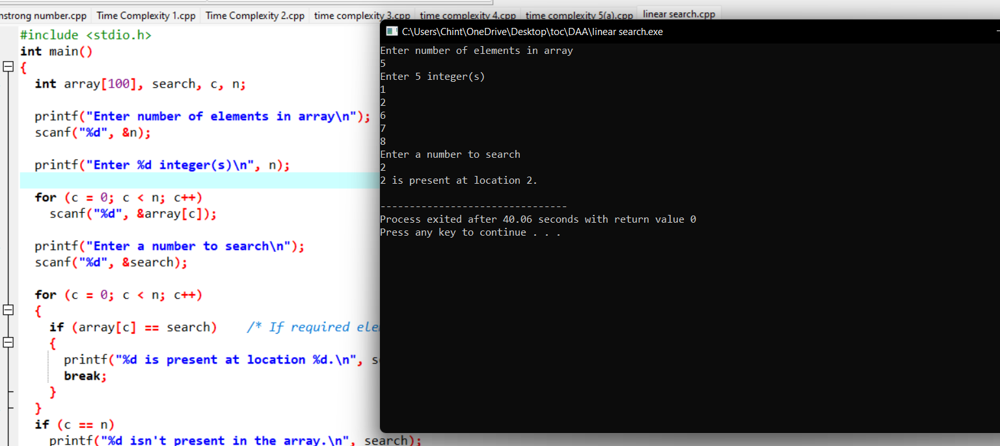 nstrong number.cpp Time Complexity 1.cpp Time Complexity 2.cpp time complexity 3.cpp time complexity 4.cpp time complexity 5(a).cpp linear search.cpp
#include <stdio.h>
int main()
{
int array[100], search, c, n;
printf("Enter number of elements in array\n");
scanf("%d", &n);
printf("Enter %d integer(s)\n", n);
for (c = 0; c < n; c++)
scanf("%d", &array[c]);
printf("Enter a number to search\n");
scanf("%d", &search);
for (c = 0; c < n; c++)
{
if (array[c] == search) /* If required ele
{
printf("%d is present at location %d.\n", s
break;
}
}
if (c == n)
printf("%d isn't present in the array.\n", search);
C:\Users\Chint\OneDrive\Desktop\toc\DAA\linear search.exe
Enter number of elements in array
5
Enter 5 integer(s)
1
2
6
7
8
Enter a number to search
2
2 is present at location 2.
--------------------------------
Process exited after 40.06 seconds with return value 0
Press any key to continue . . .